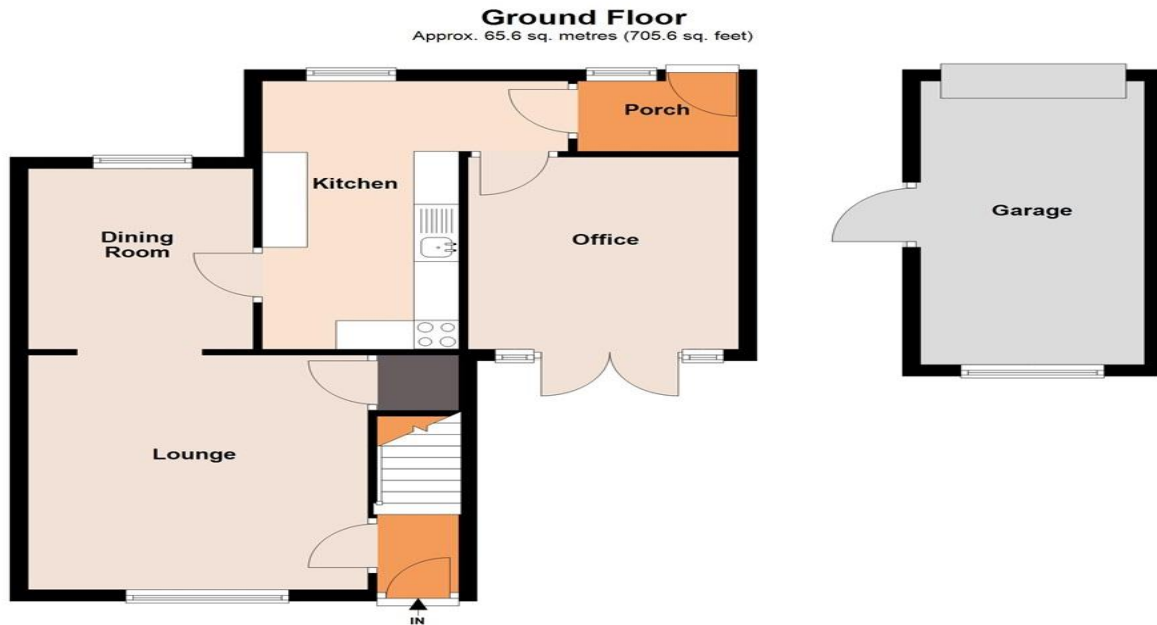 Ground Floor
Approx. 65.6 sq. metres (705.6 sq. feet)
Porch
Kitchen
Garage
Dining
Room
Office
Lounge
IN